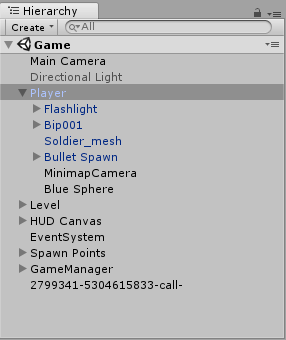 Hierarchy
Create All
Game
Main Camera
Directional Light
Player
Flashlight
Bip001
Soldier_mesh
Bullet Spawn
MinimapCamera
Blue Sphere
Level
HUD Canvas
EventSystem
Spawn Points
GameManager
2799341-5304615833-call-